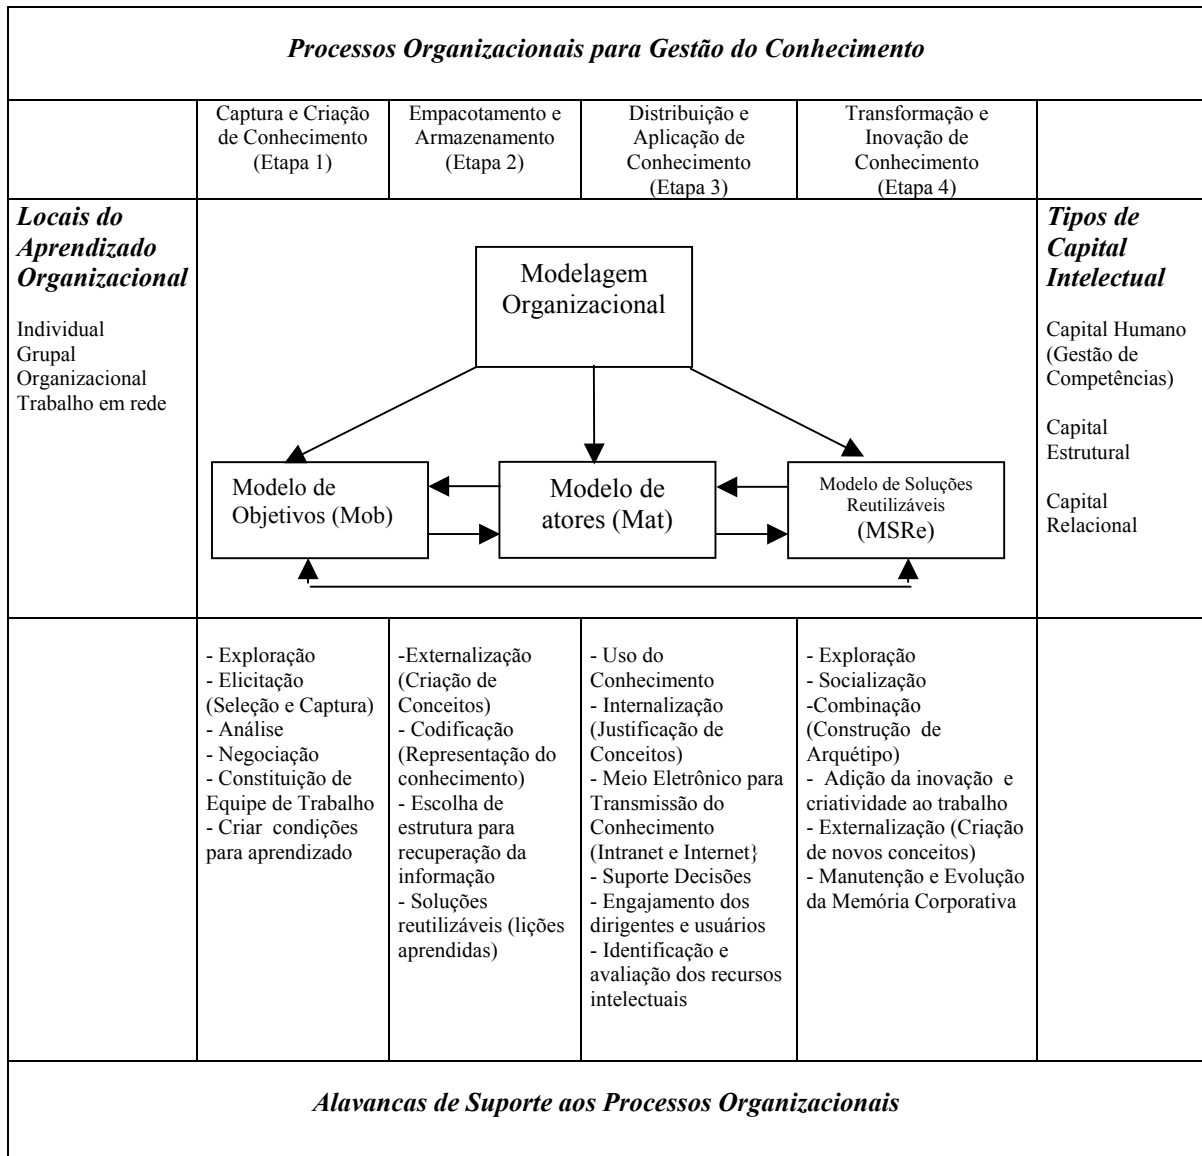 Processos Organizacionais para Gestão do Conhecimento
Captura e Criação
de Conhecimento
(Etapa 1)
Empacotamento e
Armazenamento
(Etapa 2)
Distribuição e
Aplicação de
Conhecimento
(Etapa 3)
Transformação e
Inovação de
Conhecimento
(Etapa 4)
Locais do
Aprendizado
Organizacional
Individual
Grupal
Organizacional
Trabalho em rede
Modelagem
Organizacional
Modelo de
Objetivos (Mob)
Modelo de
atores (Mat)
Modelo de Soluções
Reutilizáveis
(MSRe)
Tipos de
Capital
Intelectual
Capital Humano
(Gestão de
Competências)
Capital
Estrutural
Capital
Relacional
- Exploração
- Elicitação
(Seleção e Captura)
- Análise
- Negociação
- Constituição de
Equipe de Trabalho
- Criar condições
para aprendizado
-Externalização
(Criação de
Conceitos)
- Codificação
(Representação do
conhecimento)
- Escolha de
estrutura para
recuperação da
informação
- Soluções
reutilizáveis (lições
aprendidas)
- Uso do
Conhecimento
- Internalização
(Justificação de
Conceitos)
- Meio Eletrônico para
Transmissão do
Conhecimento
(Intranet e Internet}
- Suporte Decisões
- Engajamento dos
dirigentes e usuários
- Identificação e
avaliação dos recursos
intelectuais
- Exploração
- Socialização
-Combinação
(Construção de
Arquétipo)
- Adição da inovação e
criatividade ao trabalho
- Externalização (Criação
de novos conceitos)
- Manutenção e Evolução
da Memória Corporativa
Alavancas de Suporte aos Processos Organizacionais